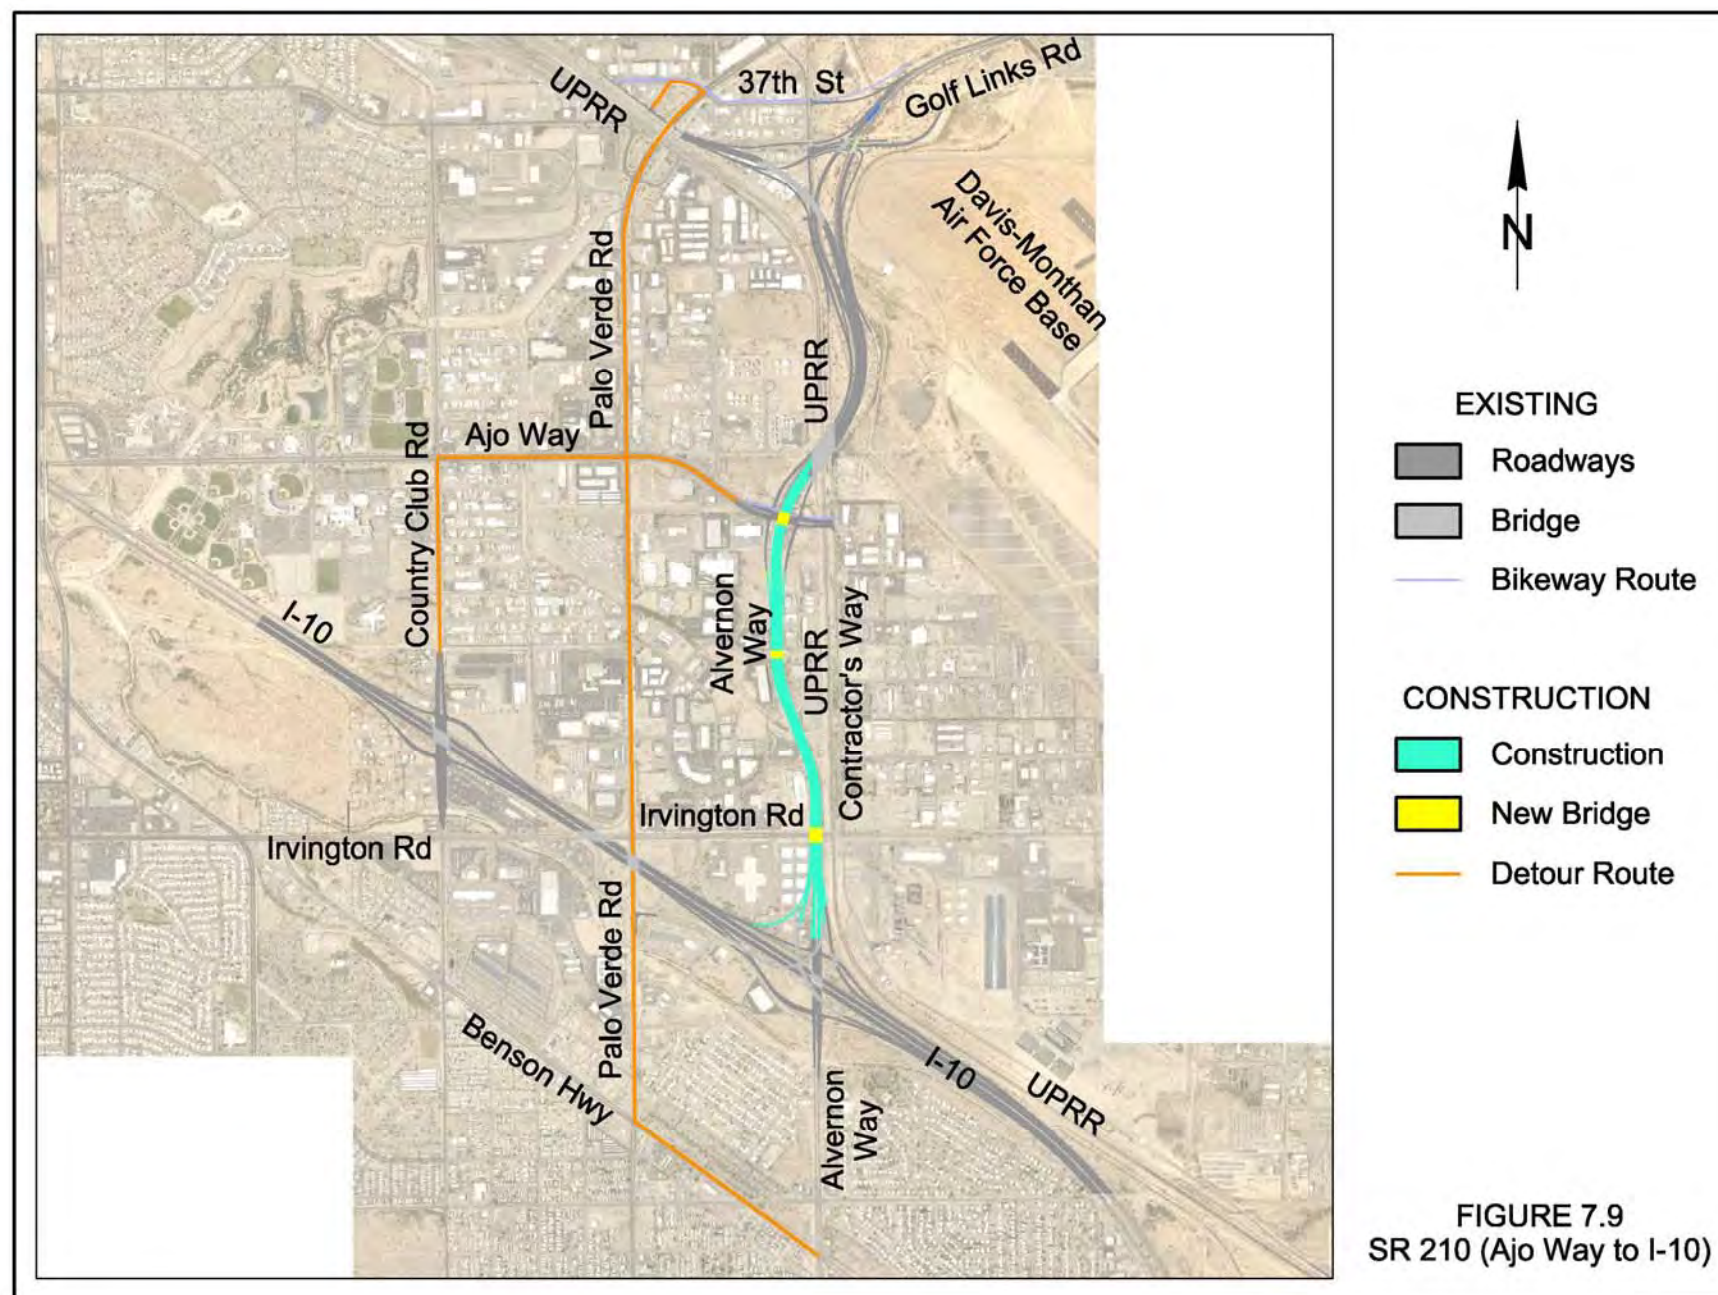 UPRR
37th St
Golf Links Rd
Davis-Monthan
Air Force Base
N
Palo Verde Rd
UPRR
EXISTING
Roadways
Bridge
Bikeway Route
Ajo Way
Country Club Rd
I-10
Alvernon
Way
UPRR
Contractor's Way
CONSTRUCTION
Construction
New Bridge
Detour Route
Irvington Rd
Irvington Rd
Palo Verde Rd
Benson Hwy
I-10
UPRR
Alvernon
Way
FIGURE 7.9
SR 210 (Ajo Way to I-10)